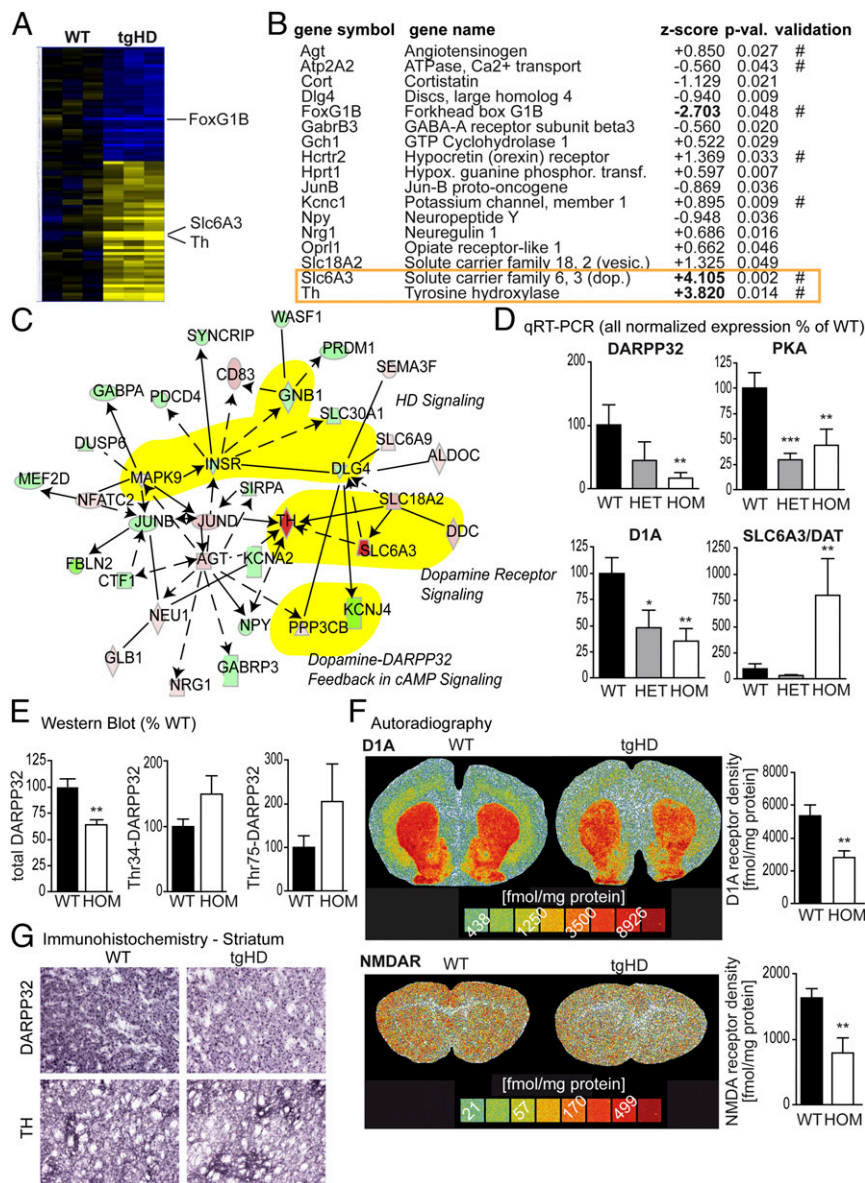 A
WT tgHD
FoxG1B
Slc6A3
Th
B
gene symbol gene name z-score p-val. validation
Agt Angiotensinogen +0.850 0.027 #
Atp2A2 ATPase, Ca2+ transport -0.560 0.043 #
Cort Cortistatin -1.129 0.021
Dlg4 Discs, large homolog 4 -0.940 0.009
FoxG1B Forkhead box G1B -2.703 0.048 #
GabrB3 GABA-A receptor subunit beta3 -0.560 0.020
Gch1 GTP Cyclohydrolase 1 +0.522 0.029
Hcrtr2 Hypocretin (orexin) receptor +1.369 0.033 #
Hprt1 Hypox. guanine phosphor. transf. +0.597 0.007
JunB Jun-B proto-oncogene -0.869 0.036
Kcnc1 Potassium channel, member 1 +0.895 0.009 #
Npy Neuropeptide Y -0.948 0.036
Nrg1 Neuregulin 1 +0.686 0.016
Oprl1 Opiate receptor-like 1 +0.662 0.046
Slc18A2 Solute carrier family 18, 2 (vesic.) +1.325 0.049
Slc6A3 Solute carrier family 6, 3 (dop.) +4.105 0.002 #
Th Tyrosine hydroxylase +3.820 0.014 #
C
WASF1
SYNCRIP
PRDM1
CD83
SEMA3F
GABPA
PDCD4
GNB1
HD Signaling
SLC30A1
DUSP6
SLC6A9
INSR
DLG4
ALDOC
MEF2D
MAPK9
NFATC2
SIRPA
SLC18A2
JUNB
JUND
TH
DDC
SLC6A3
FBLN2
AGT
KCNA2
CTF1
Dopamine Receptor
Signaling
NEU1
KCNJ4
NPY
PPP3CB
GLB1
GABRP3
NRG1
Dopamine-DARPP32
Feedback in cAMP Signaling
D
qRT-PCR (all normalized expression % of WT)
DARPP32
100
50
0
**
WT HET HOM
PKA
125
100
75
50
25
0
***
**
WT HET HOM
D1A
150
100
50
0
*
**
WT HET HOM
SLC6A3/DAT
1250
1000
750
500
250
0
**
WT HET HOM
E
Western Blot (% WT)
total DARPP32
125
100
75
50
25
0
**
WT HOM
Thr34-DARPP32
200
100
0
WT HOM
Thr75-DARPP32
300
200
100
0
WT HOM
F
Autoradiography
D1A WT tgHD
[fmol/mg protein]
438 1250 3500 8926
D1A receptor density
[fmol/mg protein]
8000
6000
4000
2000
0
**
WT HOM
NMDAR WT tgHD
[fmol/mg protein]
21 57 170 499
NMDA receptor density
[fmol/mg protein]
2000
1000
0
**
WT HOM
G
Immunohistochemistry - Striatum
WT tgHD
DARPP32
TH